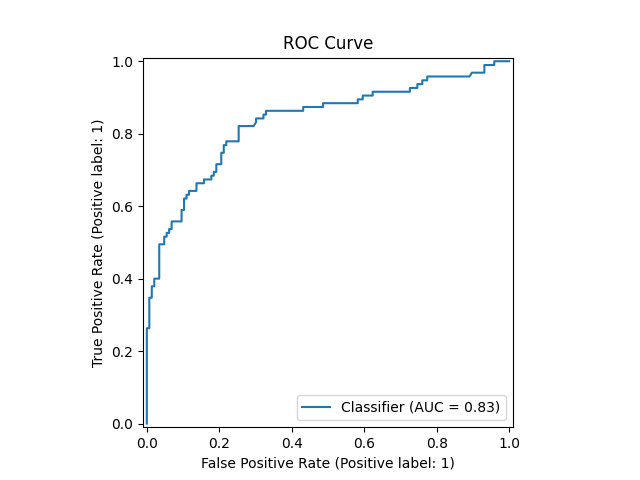 ROC Curve
1.0
0.8
0.6
0.4
0.2
0.0
True Positive Rate (Positive label: 1)
Classifier (AUC = 0.83)
0.0 0.2 0.4 0.6 0.8 1.0
False Positive Rate (Positive label: 1)